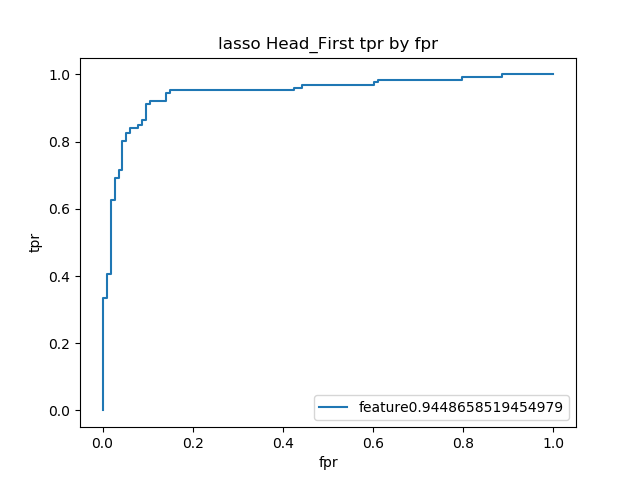 lasso Head_First tpr by fpr
1.0
0.8
0.6
0.4
0.2
0.0
tpr
feature0.9448658519454979
0.0 0.2 0.4 0.6 0.8 1.0
fpr